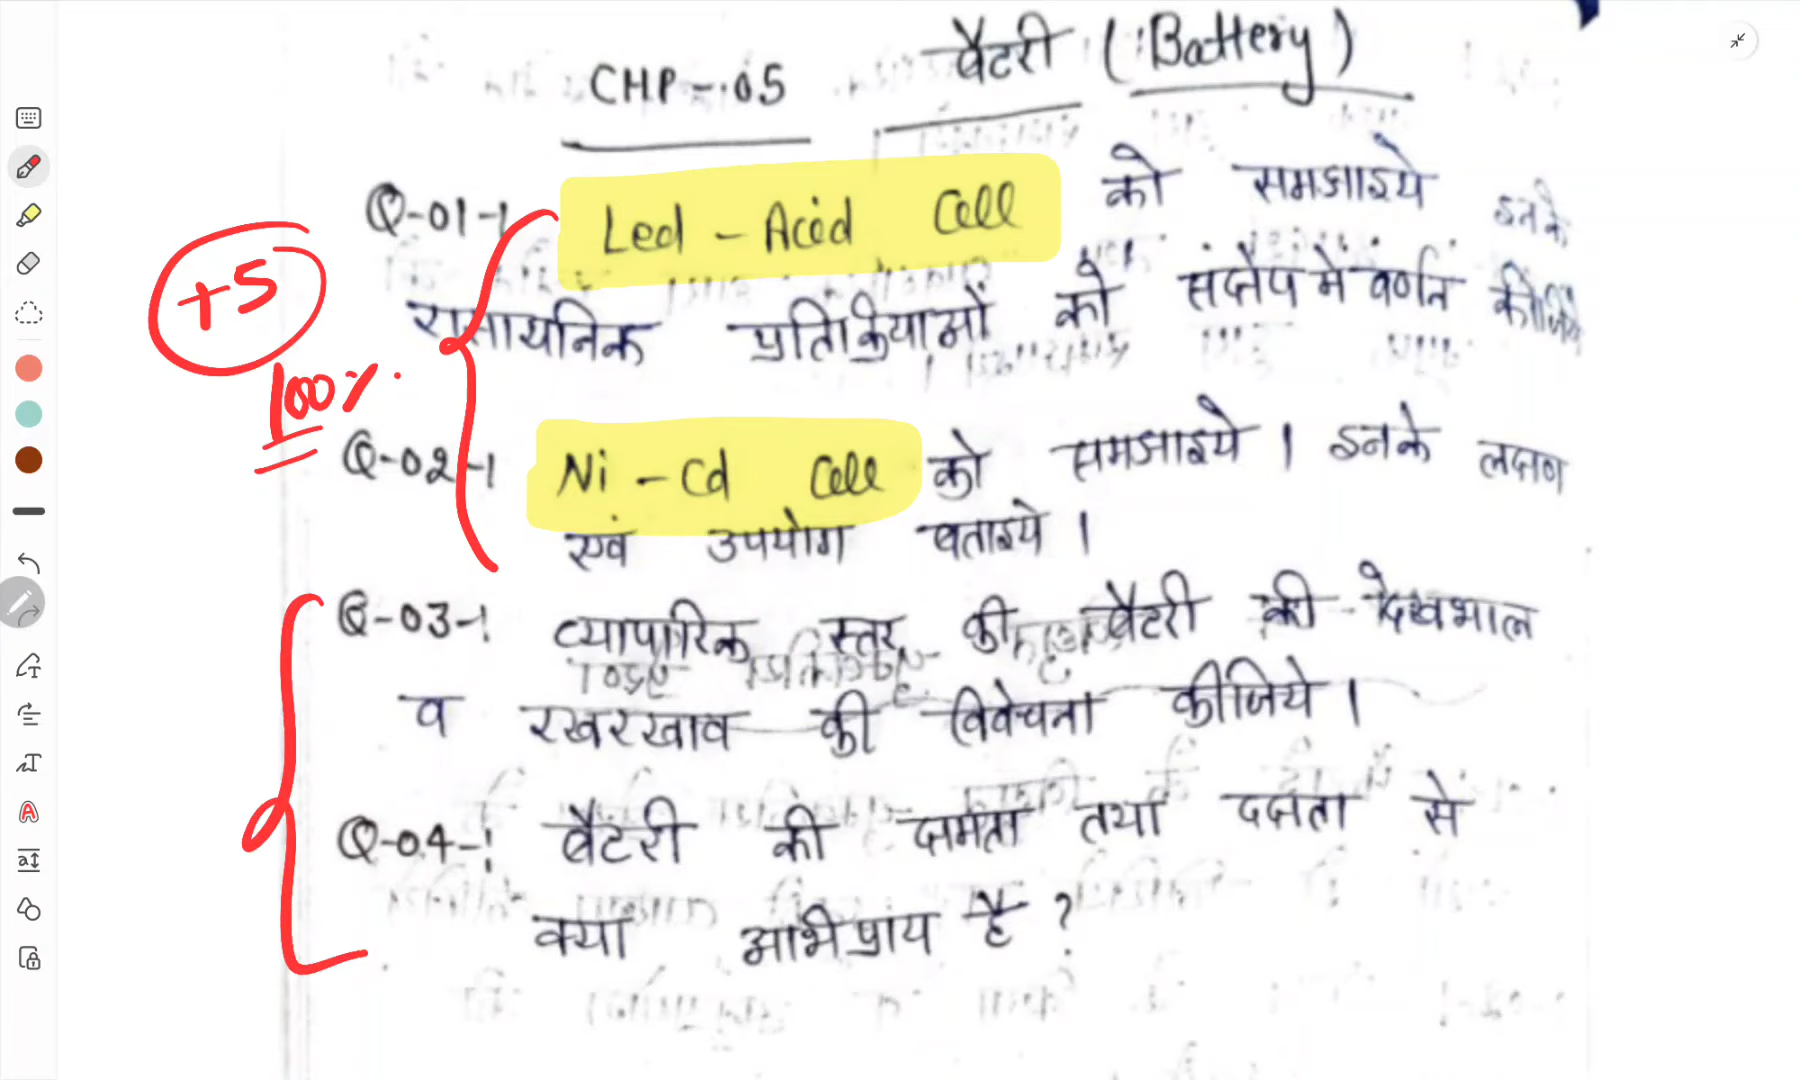 CHP-05 बैटरी (Battery)
Q-01-! Led - Acid Cell को समझाइये इनके
रासायनिक प्रतिक्रियाओं को संक्षेप में वर्णन कीजिये
+5
100%.
Q-02-! Ni - Cd Cell को समझाइये । इनके लक्षण
एवं उपयोग बताइये ।
Q-03-! व्यापारिक स्तर की बैटरी की देखभाल
व रखरखाव की विवेचना कीजिये ।
Q-04-! बैटरी की क्षमता तथा दक्षता से
क्या अभिप्राय है ?